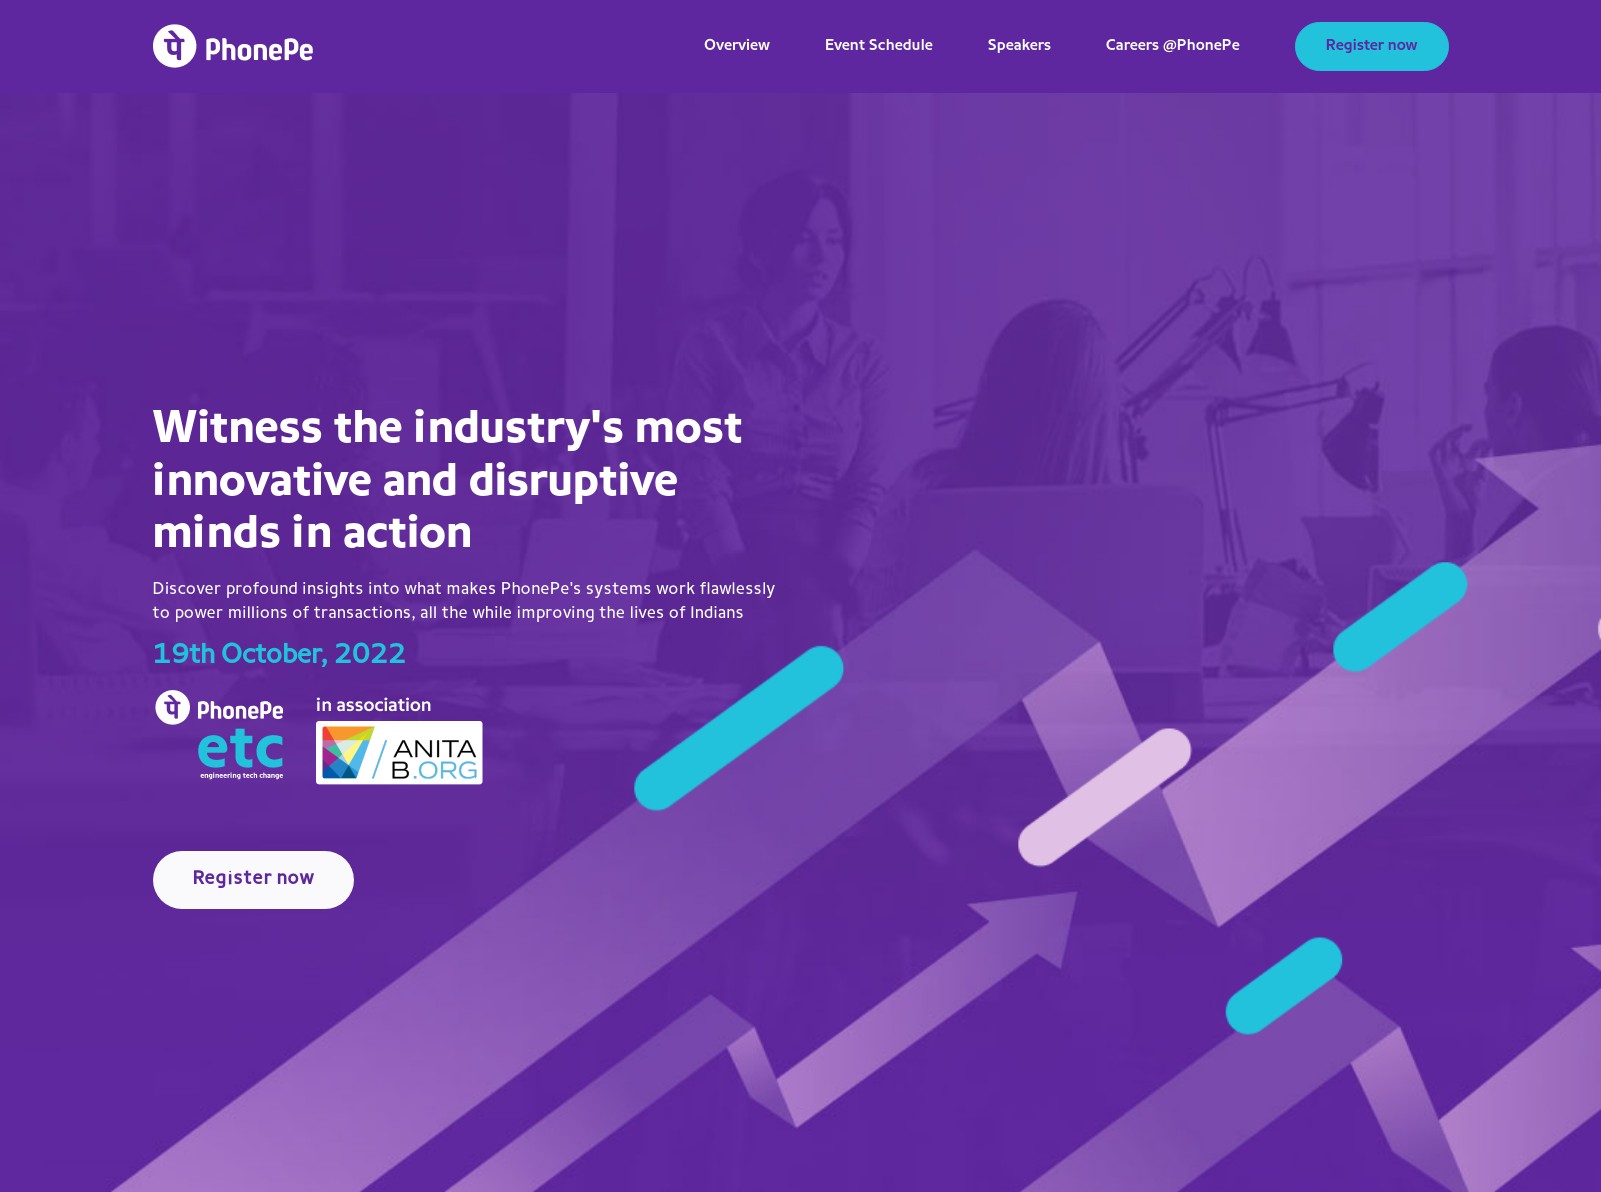 पे PhonePe
Overview
Event Schedule
Speakers
Careers @PhonePe
Register now
Witness the industry's most
innovative and disruptive
minds in action
Discover profound insights into what makes PhonePe's systems work flawlessly
to power millions of transactions, all the while improving the lives of Indians
19th October, 2022
पे PhonePe
etc
engineering tech change
in association
ANITA
B.ORG
Register now